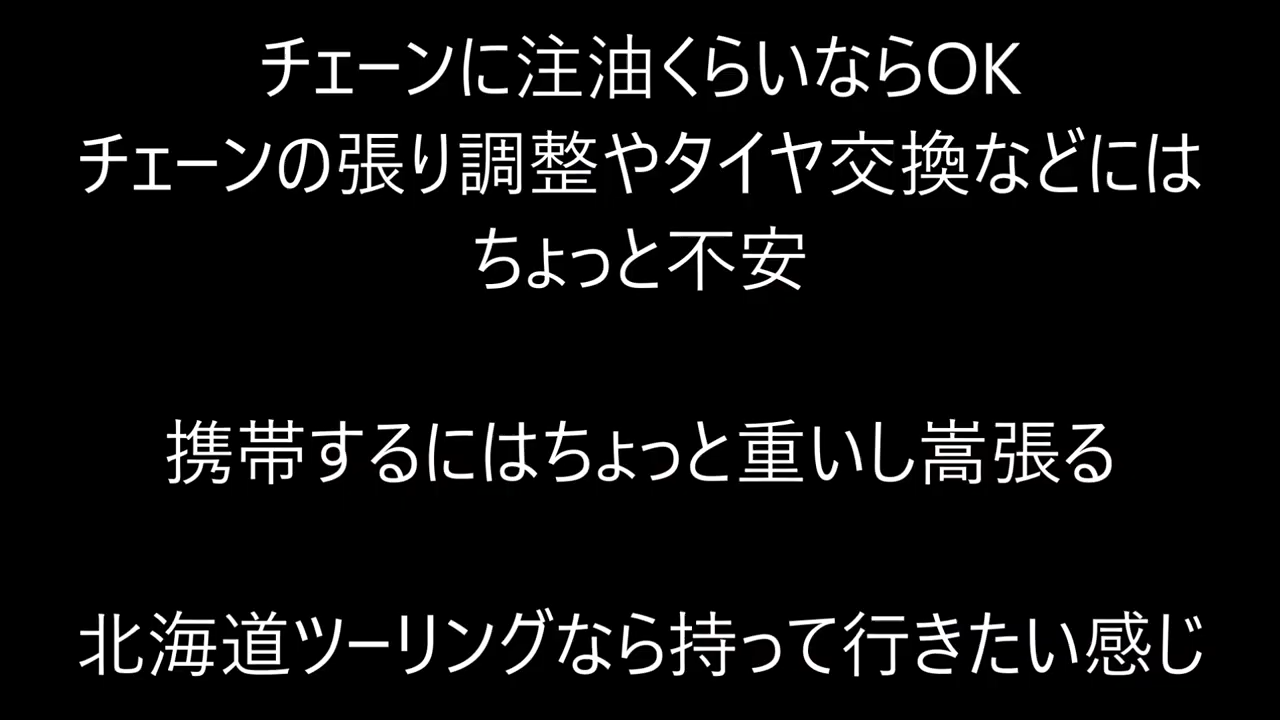 チェーンに注油くらいならOK
チェーンの張り調整やタイヤ交換などには
ちょっと不安
携帯するにはちょっと重いし嵩張る
北海道ツーリングなら持って行きたい感じ